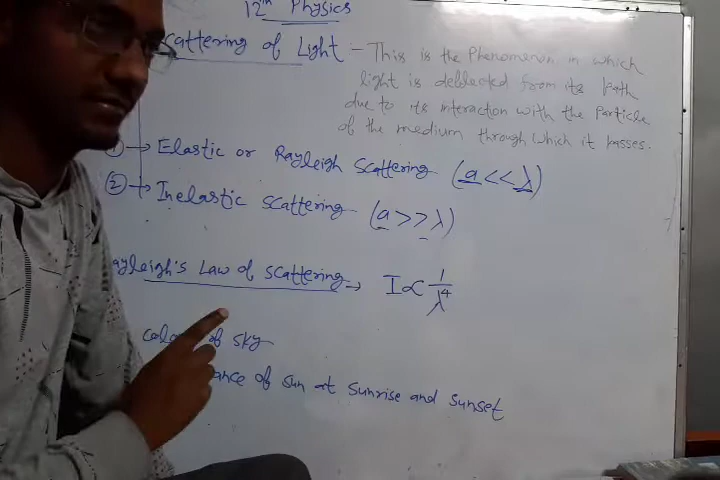 12th Physics
cattering of Light - This is the Phenomenon in which
light is deflected from its Path
due to its interaction with the Particle
of the medium through which it passes.
① → Elastic or Rayleigh Scattering (a << λ)
② → Inelastic Scattering (a >> λ)
ayleigh's Law of Scattering → I ∝ 1/λ⁴
of sky
ance of Sun at Sunrise and Sunset